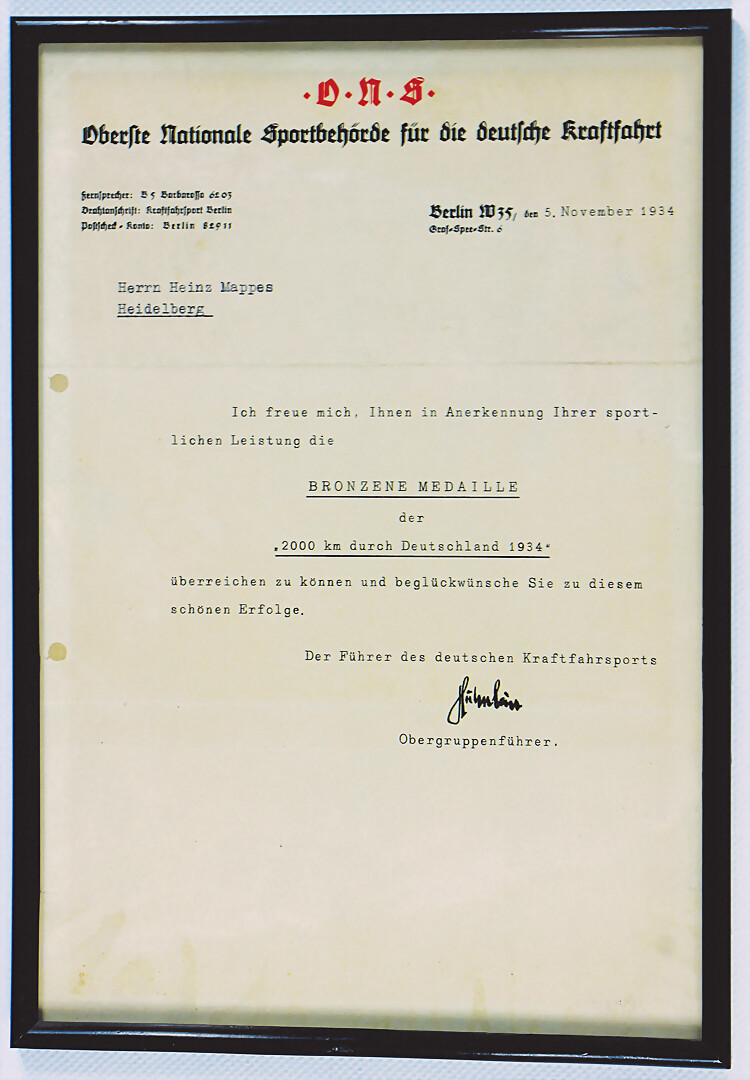 ·O·N·S·
Oberste Nationale Sportbehörde für die deutsche Kraftfahrt
Fernsprecher: B 5 Barbarossa 6203
Drahtanschrift: Kraftfahrsport Berlin
Postscheck-Konto: Berlin 82911
Berlin W 35, den 5. November 1934
Graf-Spee-Str. 6
Herrn Heinz Mappes
Heidelberg
Ich freue mich, Ihnen in Anerkennung Ihrer sport-
lichen Leistung die
BRONZENE MEDAILLE
der
„2000 km durch Deutschland 1934“
überreichen zu können und beglückwünsche Sie zu diesem
schönen Erfolge.
Der Führer des deutschen Kraftfahrsports
Hühnlein
Obergruppenführer.